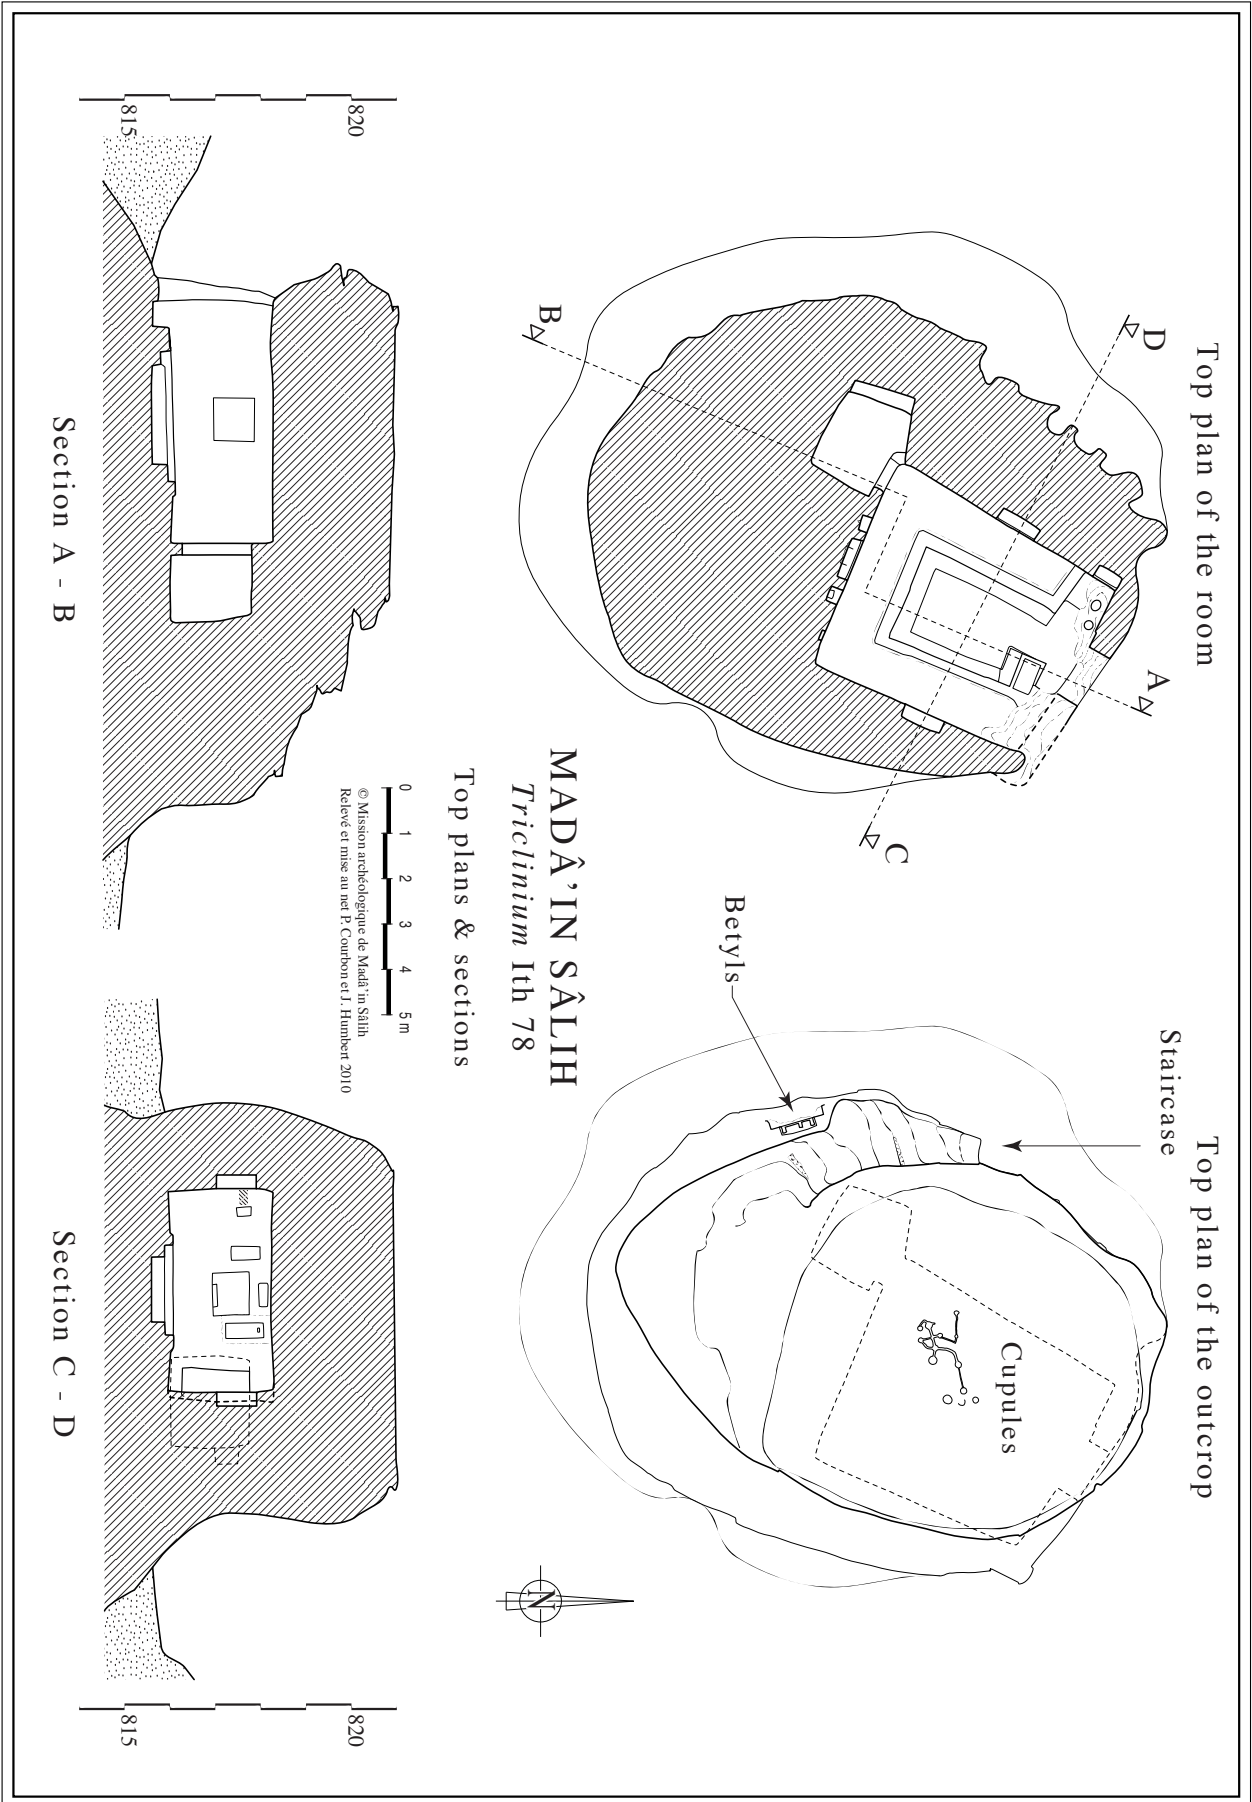 Top plan of the room
D
A
B
C
Top plan of the outcrop
Staircase
Cupules
Betyls
MADÂ’IN SÂLIH
Triclinium Ith 78
Top plans & sections
0 1 2 3 4 5 m
© Mission archéologique de Madâ’in Sâlih
Relevé et mise au net P. Courbon et J. Humbert 2010
N
820
815
Section A - B
820
815
Section C - D